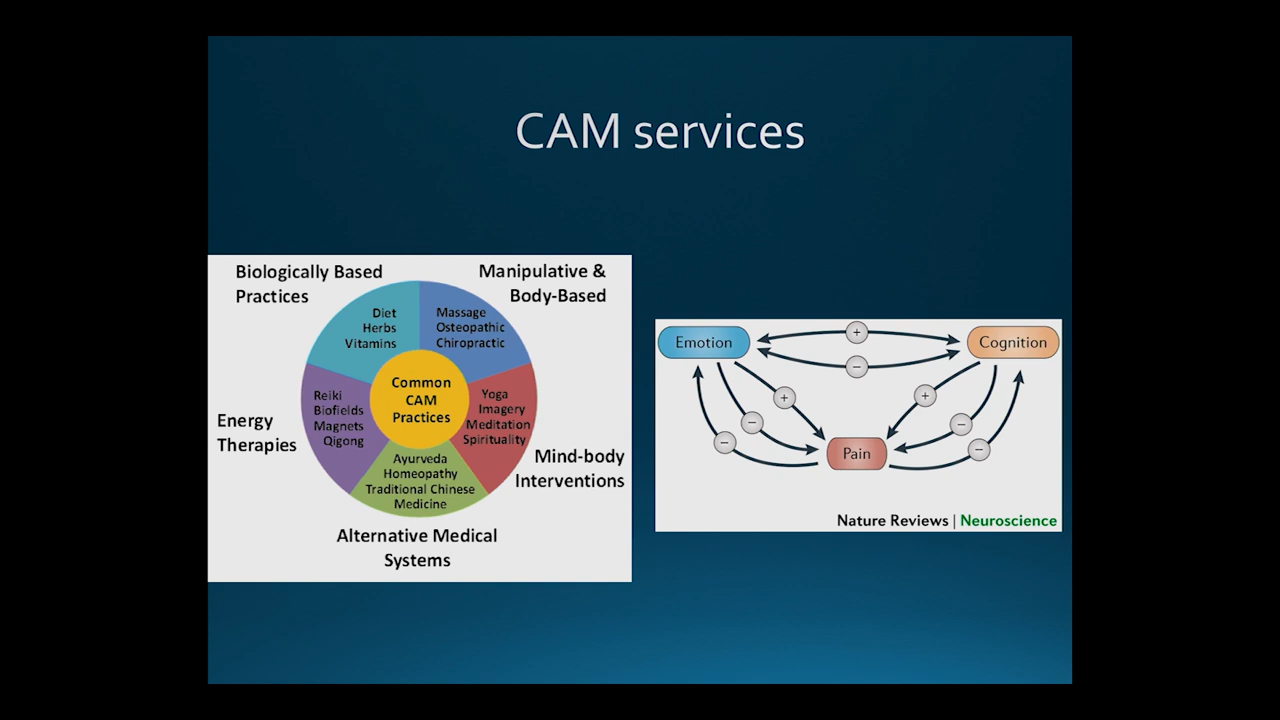 CAM services
Biologically Based
Practices
Manipulative &
Body-Based
Diet
Herbs
Vitamins
Massage
Osteopathic
Chiropractic
Common
CAM
Practices
Reiki
Biofields
Magnets
Qigong
Yoga
Imagery
Meditation
Spirituality
Energy
Therapies
Mind-body
Interventions
Ayurveda
Homeopathy
Traditional Chinese
Medicine
Alternative Medical
Systems
Emotion
+
Cognition
−
+
+
−
−
−
−
Pain
Nature Reviews | Neuroscience